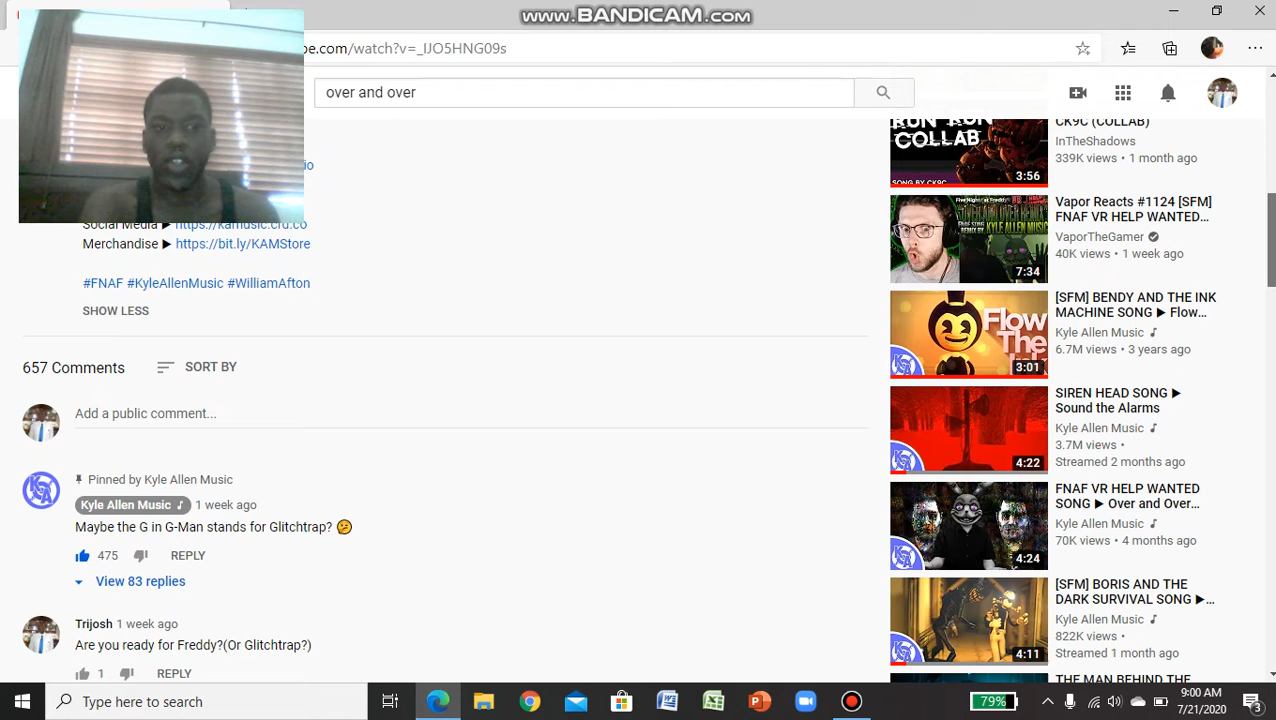 www.BANDICAM.com
be.com/watch?v=_IJO5HNG09s
over and over
Social Media ▶ https://kamusic.crd.co
Merchandise ▶ https://bit.ly/KAMStore
#FNAF #KyleAllenMusic #WilliamAfton
SHOW LESS
657 Comments
SORT BY
Add a public comment...
Pinned by Kyle Allen Music
Kyle Allen Music ♪ 1 week ago
Maybe the G in G-Man stands for Glitchtrap? 🤔
475 REPLY
View 83 replies
Trijosh 1 week ago
Are you ready for Freddy?(Or Glitchtrap?)
1 REPLY
RUN RUN
COLLAB
SONG BY CK9C
3:56
CK9C (COLLAB)
InTheShadows
339K views • 1 month ago
KYLE ALLEN MUSIC
7:34
Vapor Reacts #1124 [SFM]
FNAF VR HELP WANTED...
VaporTheGamer
40K views • 1 week ago
Flow
The
Ink
3:01
[SFM] BENDY AND THE INK
MACHINE SONG ▶ Flow...
Kyle Allen Music ♪
6.7M views • 3 years ago
4:22
SIREN HEAD SONG ▶
Sound the Alarms
Kyle Allen Music ♪
3.7M views •
Streamed 2 months ago
4:24
FNAF VR HELP WANTED
SONG ▶ Over and Over...
Kyle Allen Music ♪
70K views • 4 months ago
4:11
[SFM] BORIS AND THE
DARK SURVIVAL SONG ▶...
Kyle Allen Music ♪
822K views •
Streamed 1 month ago
THE MAN BEHIND THE
Type here to search
79%
9:00 AM
7/21/2020
3